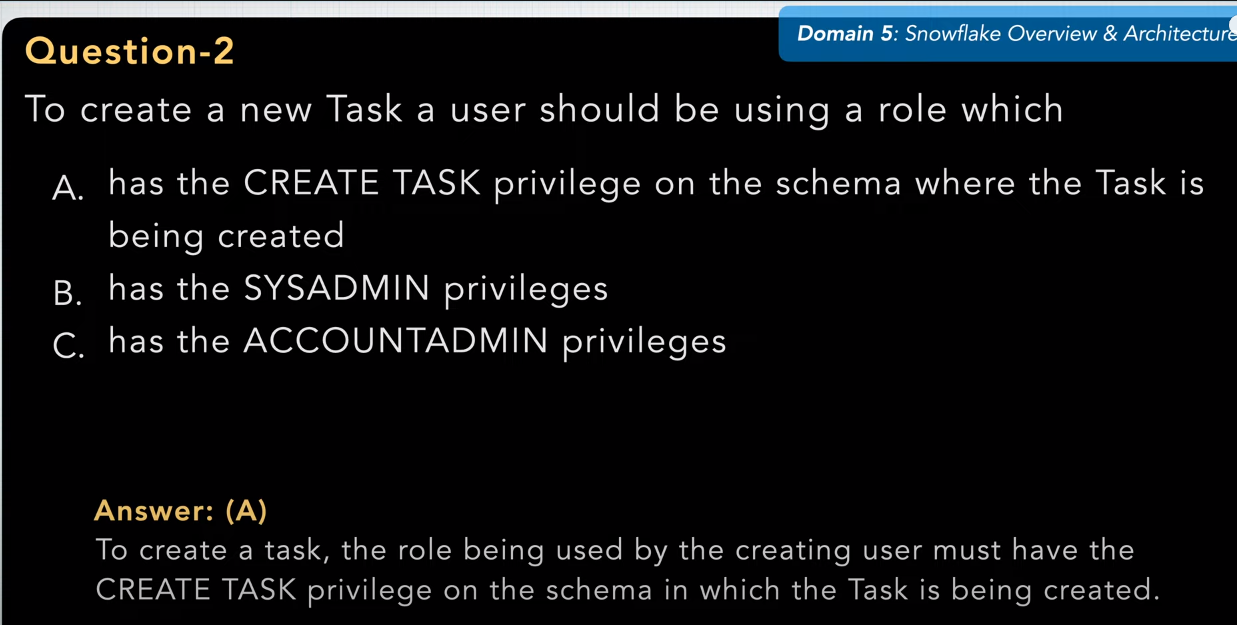 Domain 5: Snowflake Overview & Architecture
Question-2
To create a new Task a user should be using a role which
A. has the CREATE TASK privilege on the schema where the Task is
being created
B. has the SYSADMIN privileges
C. has the ACCOUNTADMIN privileges
Answer: (A)
To create a task, the role being used by the creating user must have the
CREATE TASK privilege on the schema in which the Task is being created.